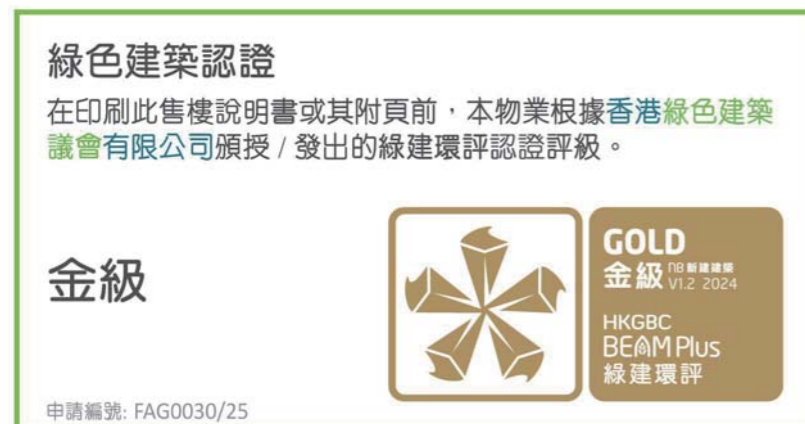 綠色建築認證
在印刷此售樓說明書或其附頁前，本物業根據香港綠色建築
議會有限公司頒授 / 發出的綠建環評認證評級。
金級
GOLD
金級 NB 新建建築
V1.2 2024
HKGBC
BEAM Plus
綠建環評
申請編號: FAG0030/25